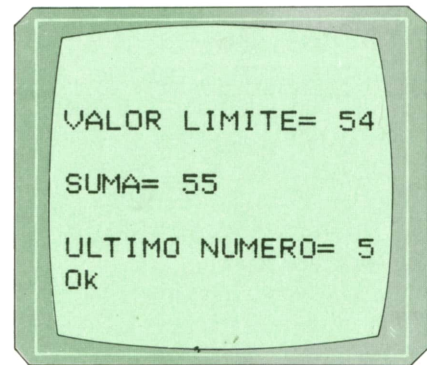 VALOR LIMITE= 54
SUMA= 55
ULTIMO NUMERO= 5
Ok